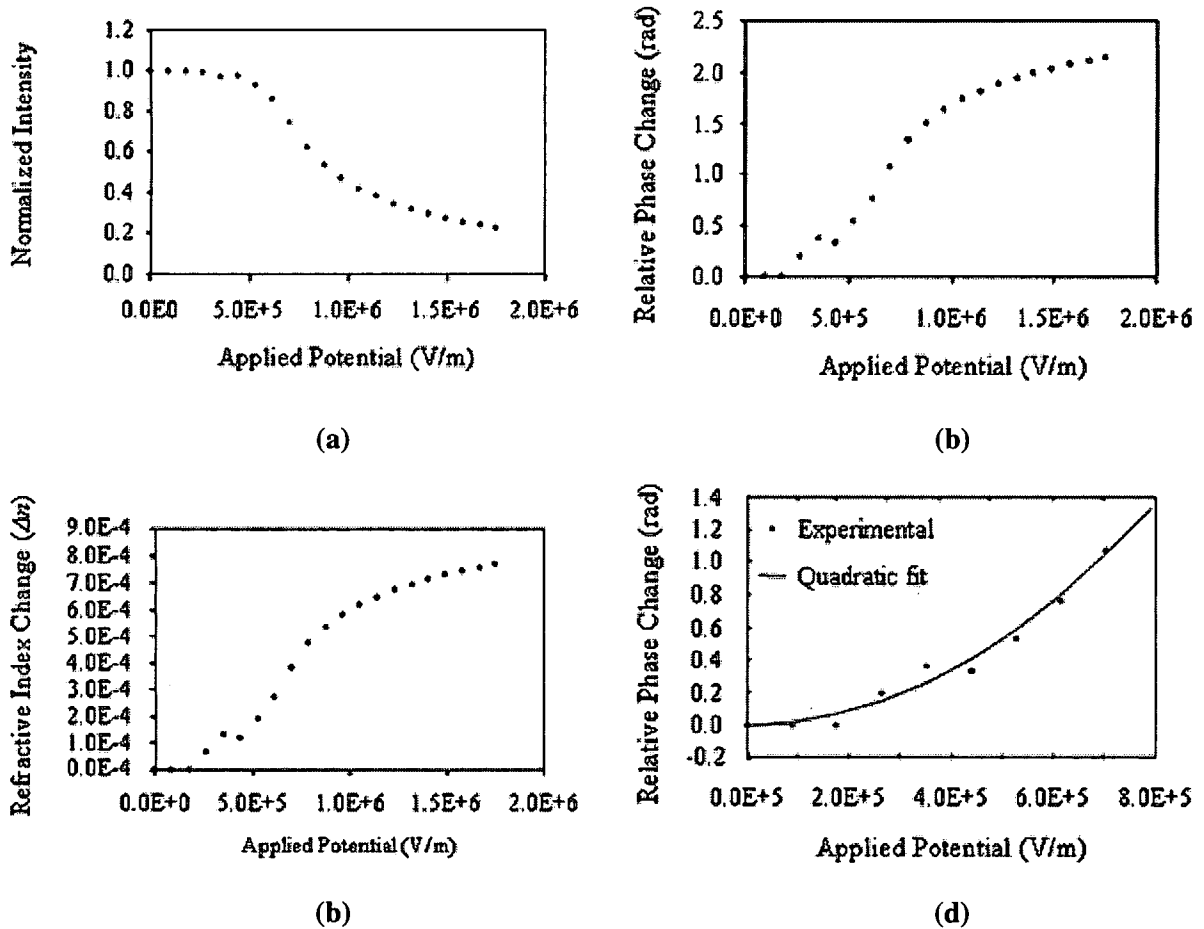 Normalized Intensity
1.2
1.0
0.8
0.6
0.4
0.2
0.0
0.0E0 5.0E+5 1.0E+6 1.5E+6 2.0E+6
Applied Potential (V/m)
(a)
Relative Phase Change (rad)
2.5
2.0
1.5
1.0
0.5
0.0
0.0E+0 5.0+5 1.0E+6 1.5E+6 2.0E+6
Applied Potential (V/m)
(b)
Refractive Index Change (Δn)
9.0E-4
8.0E-4
7.0E-4
6.0E-4
5.0E-4
4.0E-4
3.0E-4
2.0E-4
1.0E-4
0.0E-4
0.0E+0 5.0E+5 1.0E+6 1.5E+6 2.0E+6
Applied Potential (V/m)
(b)
Relative Phase Change (rad)
1.4
1.2
1.0
0.8
0.6
0.4
0.2
0.0
-0.2
Experimental
Quadratic fit
0.0E+5 2.0E+5 4.0E+5 6.0E+5 8.0E+5
Applied Potential (V/m)
(d)